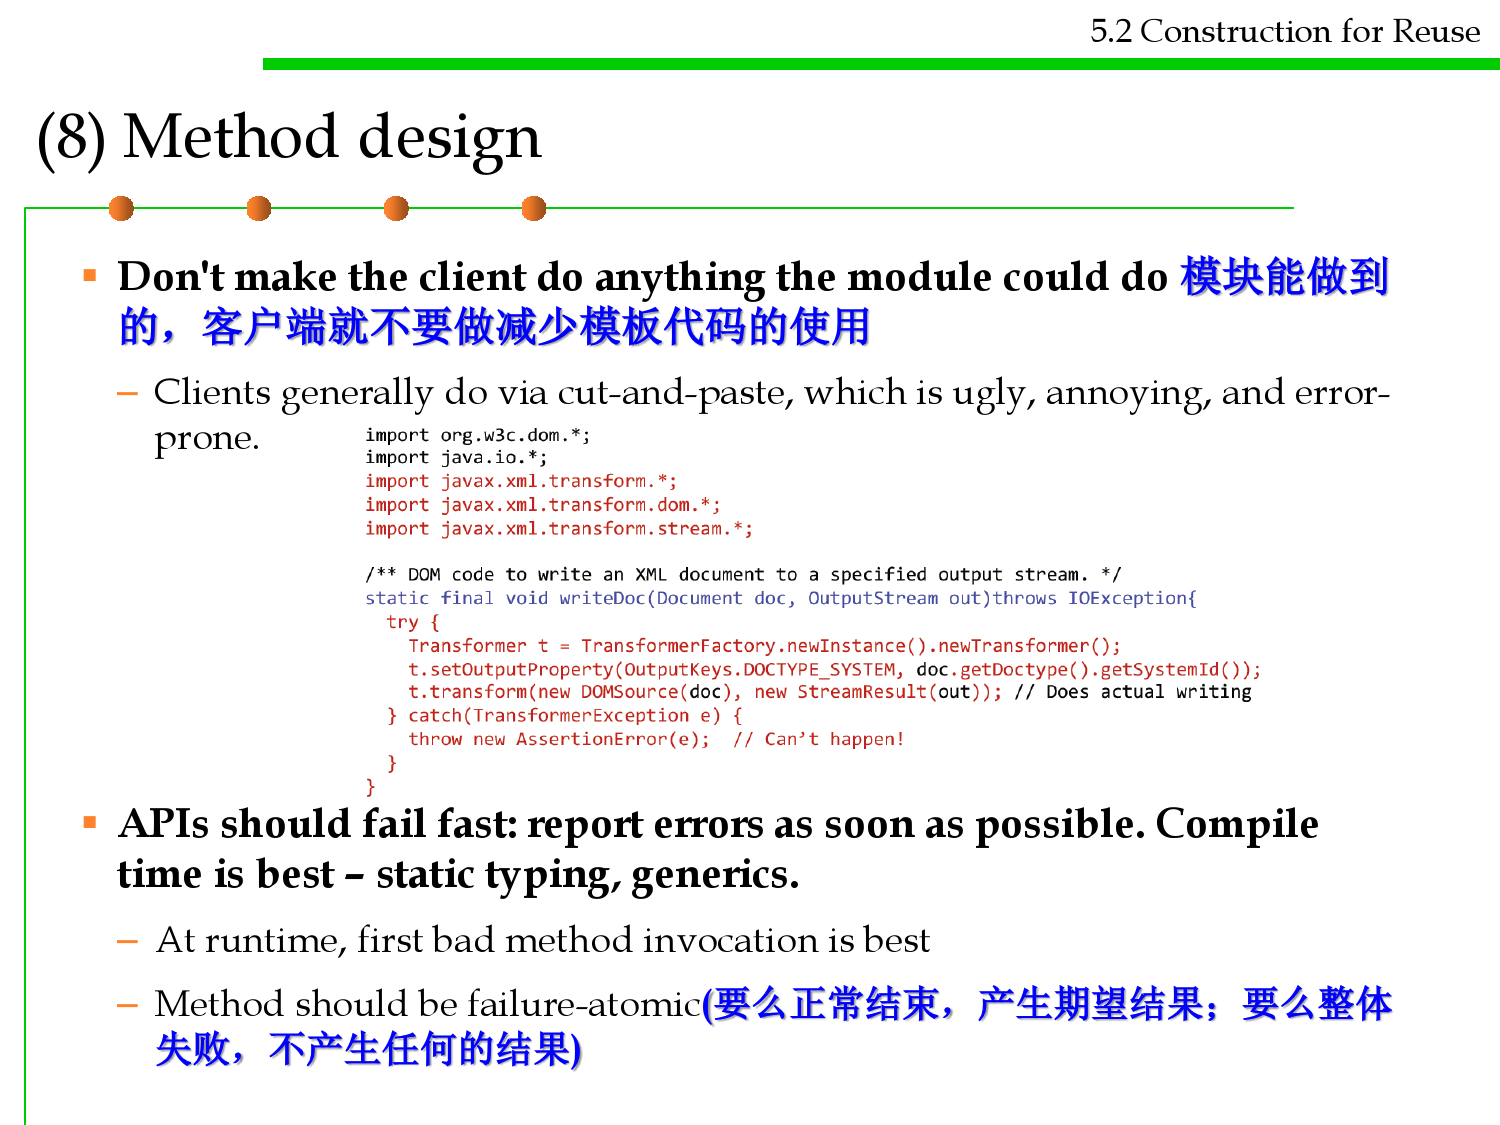 5.2 Construction for Reuse
(8) Method design
Don't make the client do anything the module could do 模块能做到
的，客户端就不要做减少模板代码的使用
– Clients generally do via cut-and-paste, which is ugly, annoying, and error-
prone.
import org.w3c.dom.*;
import java.io.*;
import javax.xml.transform.*;
import javax.xml.transform.dom.*;
import javax.xml.transform.stream.*;
/** DOM code to write an XML document to a specified output stream. */
static final void writeDoc(Document doc, OutputStream out)throws IOException{
try {
Transformer t = TransformerFactory.newInstance().newTransformer();
t.setOutputProperty(OutputKeys.DOCTYPE_SYSTEM, doc.getDoctype().getSystemId());
t.transform(new DOMSource(doc), new StreamResult(out)); // Does actual writing
} catch(TransformerException e) {
throw new AssertionError(e);  // Can’t happen!
}
}
APIs should fail fast: report errors as soon as possible. Compile
time is best – static typing, generics.
– At runtime, first bad method invocation is best
– Method should be failure-atomic(要么正常结束，产生期望结果；要么整体
失败，不产生任何的结果)